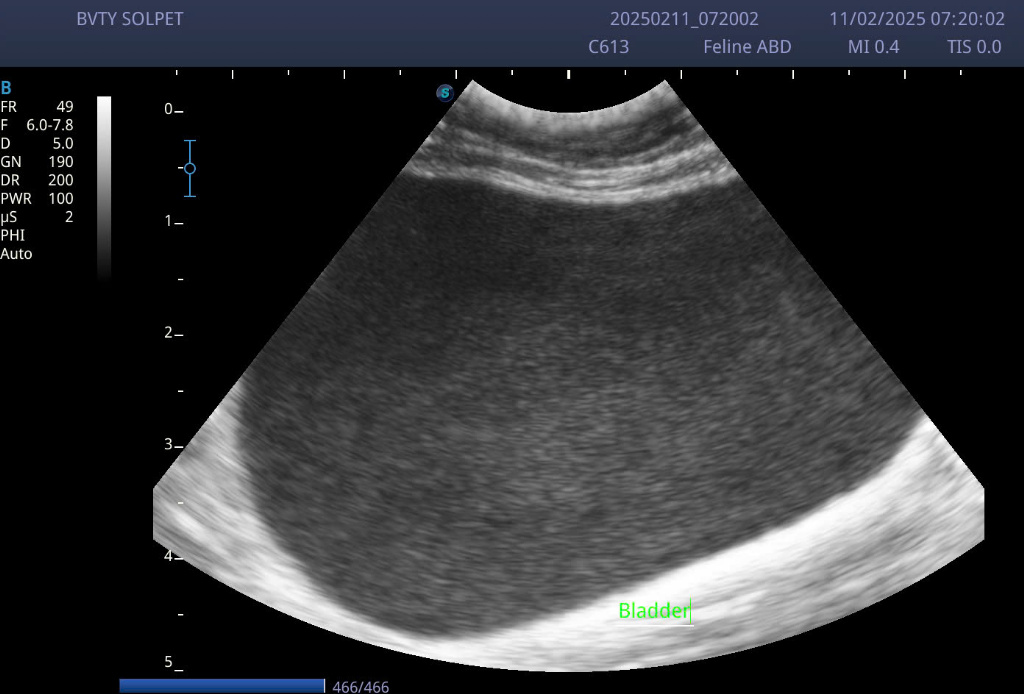 BVTY SOLPET 20250211_072002 11/02/2025 07:20:02
C613 Feline ABD MI 0.4 TIS 0.0
B
FR 49
F 6.0-7.8
D 5.0
GN 190
DR 200
PWR 100
µS 2
PHI
Auto
S
0
1
2
3
4
5
Bladder
466/466